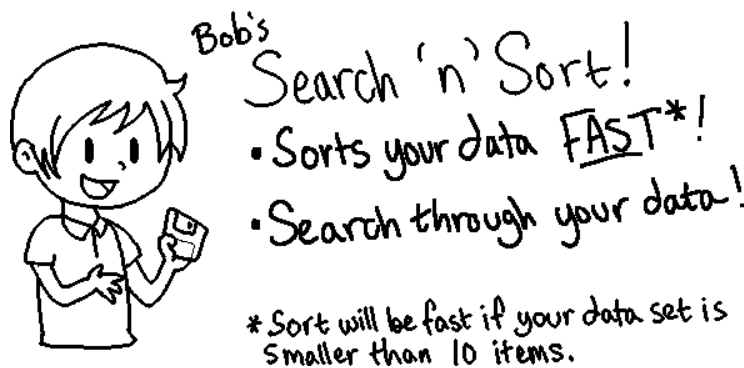 Bob's
Search 'n' Sort!
• Sorts your data FAST*!
• Search through your data!
* Sort will be fast if your data set is
smaller than 10 items.